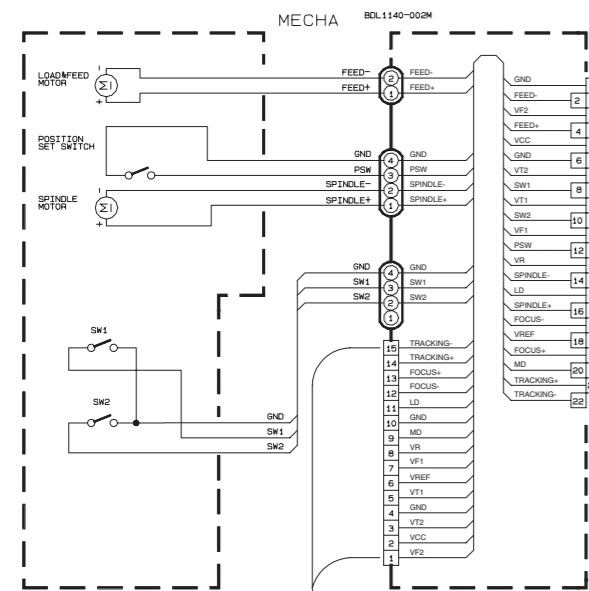 MECHA BDL1140-002M
LOAD&FEED
MOTOR
M
-
+
FEED-
FEED+
2
1
FEED-
FEED+
POSITION
SET SWITCH
SPINDLE
MOTOR
M
-
+
GND
PSW
SPINDLE-
SPINDLE+
4
3
2
1
GND
PSW
SPINDLE-
SPINDLE+
GND
SW1
SW2
4
3
2
1
GND
SW1
SW2
SW1
SW2
GND
SW1
SW2
15 TRACKING-
14 TRACKING+
13 FOCUS+
12 FOCUS-
11 LD
10 GND
9 MD
8 VR
7 VF1
6 VREF
5 VT1
4 GND
3 VT2
2 VCC
1 VF2
GND
FEED- 2
VF2
FEED+ 4
VCC
GND 6
VT2
SW1 8
VT1
SW2 10
VF1
PSW 12
VR
SPINDLE- 14
LD
SPINDLE+ 16
FOCUS-
VREF 18
FOCUS+
MD 20
TRACKING+
TRACKING- 22